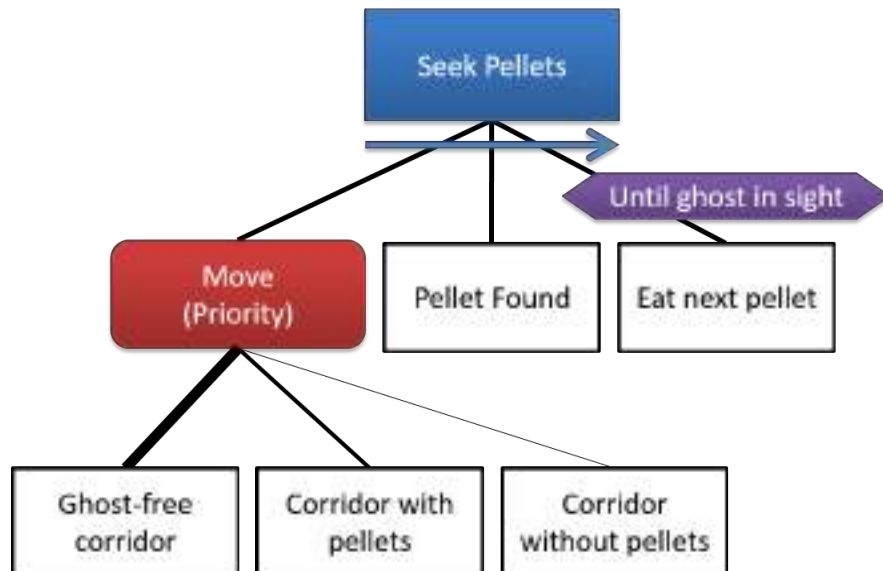 Seek Pellets
Until ghost in sight
Move
(Priority)
Pellet Found
Eat next pellet
Ghost-free
corridor
Corridor with
pellets
Corridor
without pellets